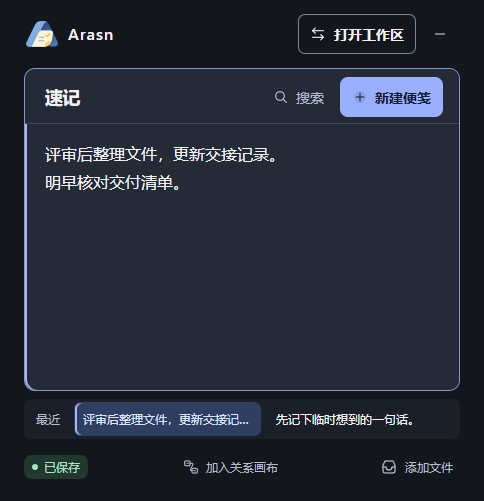 Arasn
打开工作区
速记
搜索
新建便笺
评审后整理文件，更新交接记录。
明早核对交付清单。
最近
评审后整理文件，更新交接记...
先记下临时想到的一句话。
已保存
加入关系画布
添加文件